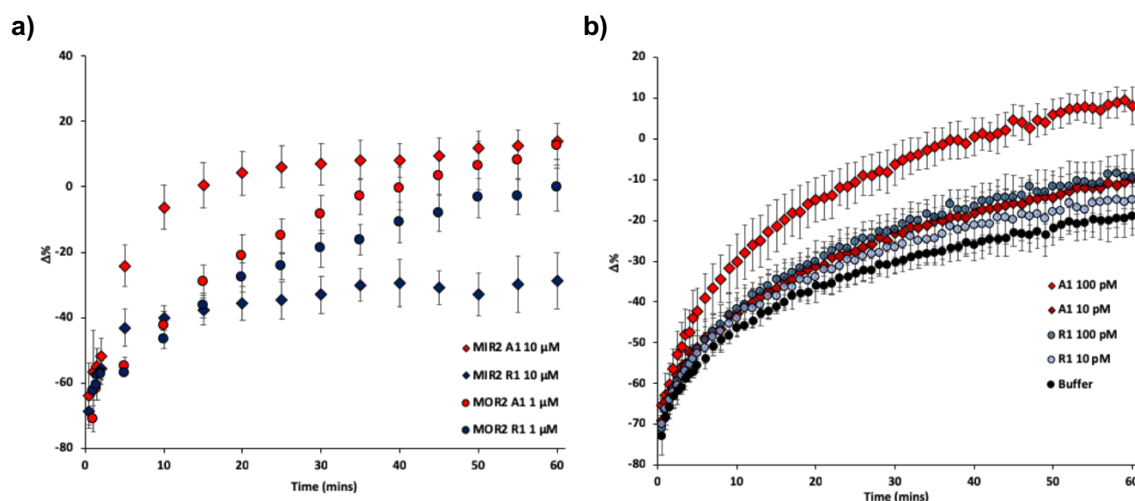 a)
40
20
0
-20
-40
-60
-80
Δ%
0 10 20 30 40 50 60
Time (mins)
MIR2 A1 10 µM
MIR2 R1 10 µM
MOR2 A1 1 µM
MOR2 R1 1 µM
b)
20
10
0
-10
-20
-30
-40
-50
-60
-70
-80
Δ%
0 10 20 30 40 50 60
Time (mins)
A1 100 pM
A1 10 pM
R1 100 pM
R1 10 pM
Buffer